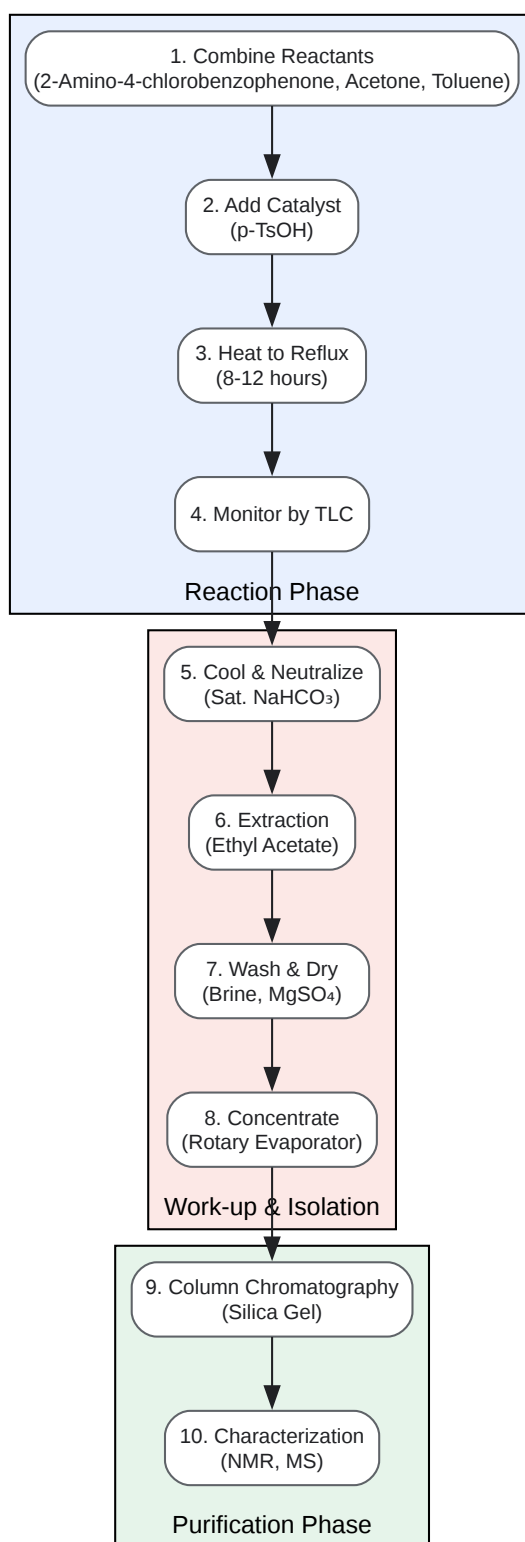 1. Combine Reactants
(2-Amino-4-chlorobenzophenone, Acetone, Toluene)
2. Add Catalyst
(p-TsOH)
3. Heat to Reflux
(8-12 hours)
4. Monitor by TLC
Reaction Phase
5. Cool & Neutralize
(Sat. NaHCO₃)
6. Extraction
(Ethyl Acetate)
7. Wash & Dry
(Brine, MgSO₄)
8. Concentrate
(Rotary Evaporator)
Work-up & Isolation
9. Column Chromatography
(Silica Gel)
10. Characterization
(NMR, MS)
Purification Phase